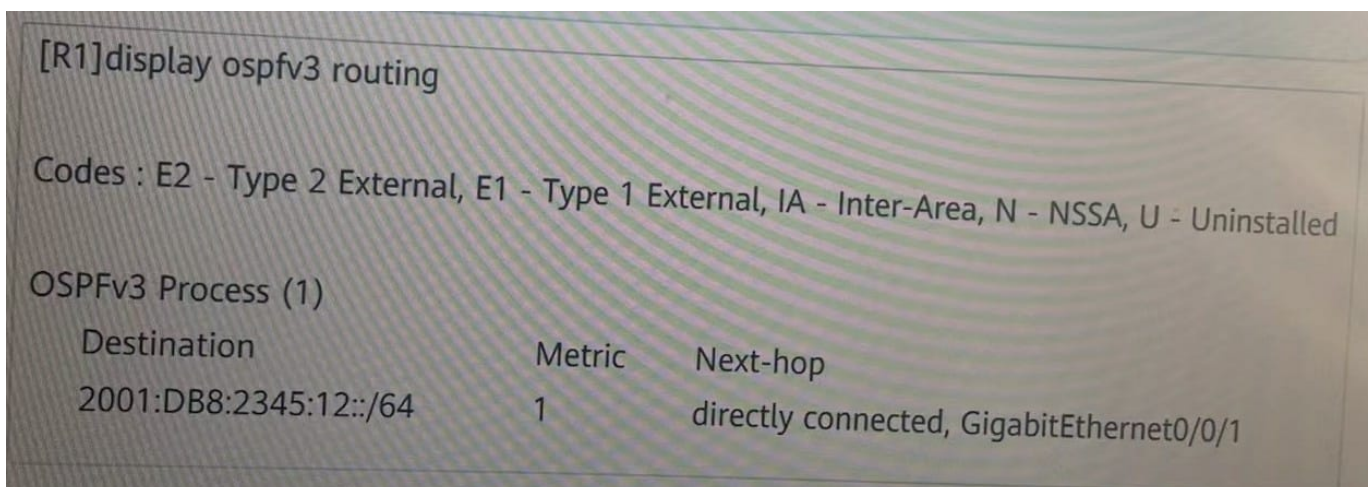 [R1]display ospfv3 routing
Codes : E2 - Type 2 External, E1 - Type 1 External, IA - Inter-Area, N - NSSA, U - Uninstalled
OSPFv3 Process (1)
Destination Metric Next-hop
2001:DB8:2345:12::/64 1 directly connected, GigabitEthernet0/0/1